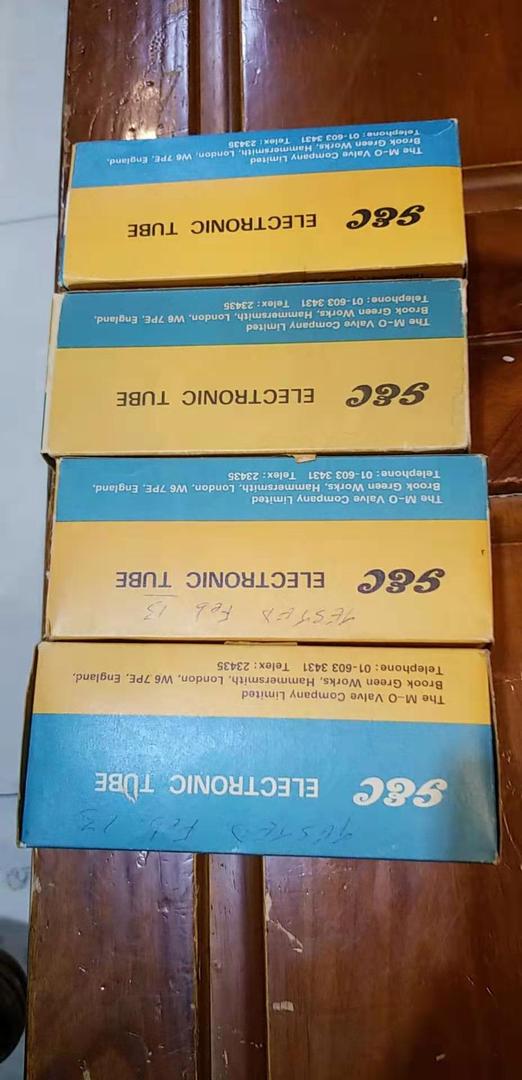 TESTED Feb 13
GEC ELECTRONIC TUBE
The M-O Valve Company Limited
Brook Green Works, Hammersmith, London, W6 7PE, England,
Telephone: 01-603 3431 Telex: 23435
TESTED Feb 13
GEC ELECTRONIC TUBE
The M-O Valve Company Limited
Brook Green Works, Hammersmith, London, W6 7PE, England,
Telephone: 01-603 3431 Telex: 23435
GEC ELECTRONIC TUBE
The M-O Valve Company Limited
Brook Green Works, Hammersmith, London, W6 7PE, England,
Telephone: 01-603 3431 Telex: 23435
GEC ELECTRONIC TUBE
The M-O Valve Company Limited
Brook Green Works, Hammersmith, London, W6 7PE, England,
Telephone: 01-603 3431 Telex: 23435